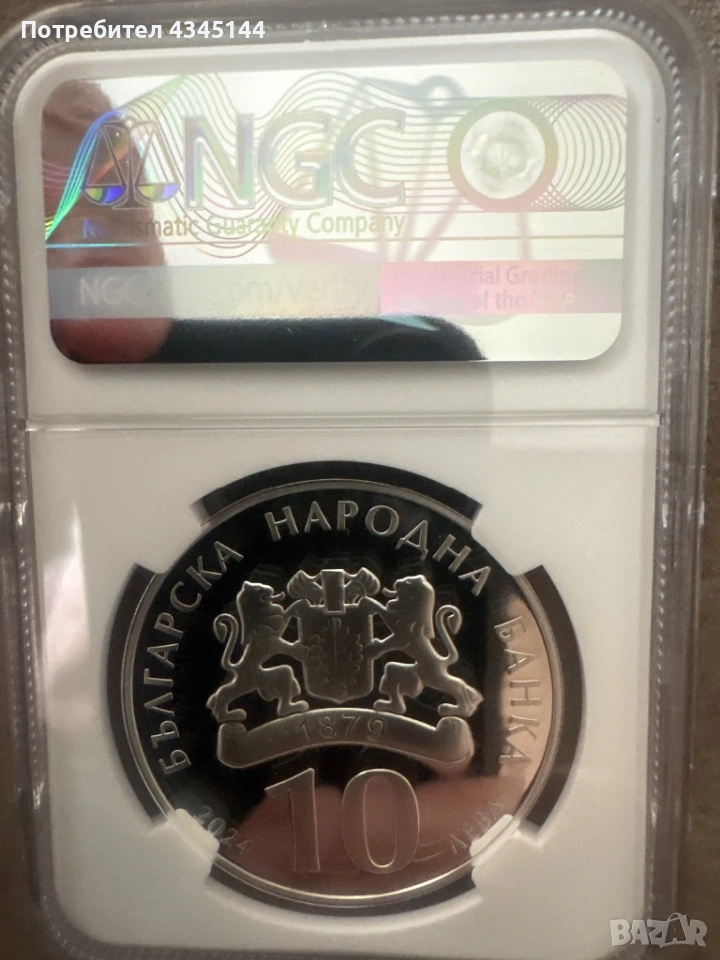 Потребител 4345144
NGC
Numismatic Guaranty Company
NGC .com/verify
Official Grading
of the
БЪЛГАРСКА НАРОДНА БАНКА
1879
10
2024
ЛЕВА
BAZAR